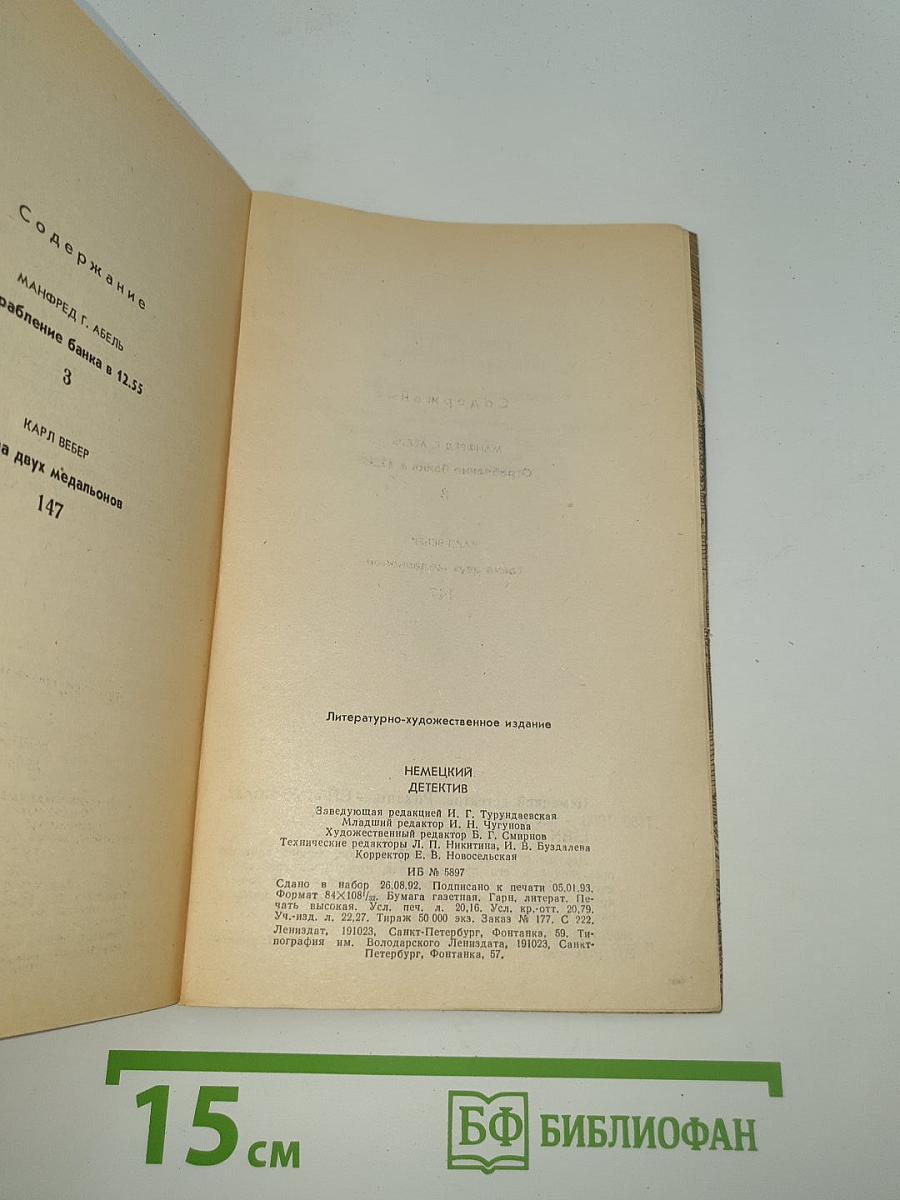 Содержание
МАНФРЕД Г. АБЕЛЬ
рабление банка в 12.55
3
КАРЛ ВЕБЕР
а двух медальонов
147
Литературно-художественное издание
НЕМЕЦКИЙ
ДЕТЕКТИВ
Заведующая редакцией И. Г. Турундаевская
Младший редактор И. Н. Чугунова
Художественный редактор Б. Г. Смирнов
Технические редакторы Л. П. Никитина, И. В. Буздалева
Корректор Е. В. Новосельская
ИБ № 5897
Сдано в набор 26.08.92. Подписано к печати 05.01.93.
Формат 84×108¹/₃₂. Бумага газетная. Гарн. литерат. Пе-
чать высокая. Усл. печ. л. 20,16. Усл. кр.-отт. 20,79.
Уч.-изд. л. 22,27. Тираж 50 000 экз. Заказ № 177. С 222.
Лениздат, 191023, Санкт-Петербург, Фонтанка, 59. Ти-
пография им. Володарского Лениздата, 191023, Санкт-
Петербург, Фонтанка, 57.
15 см
БФ БИБЛИОФАН